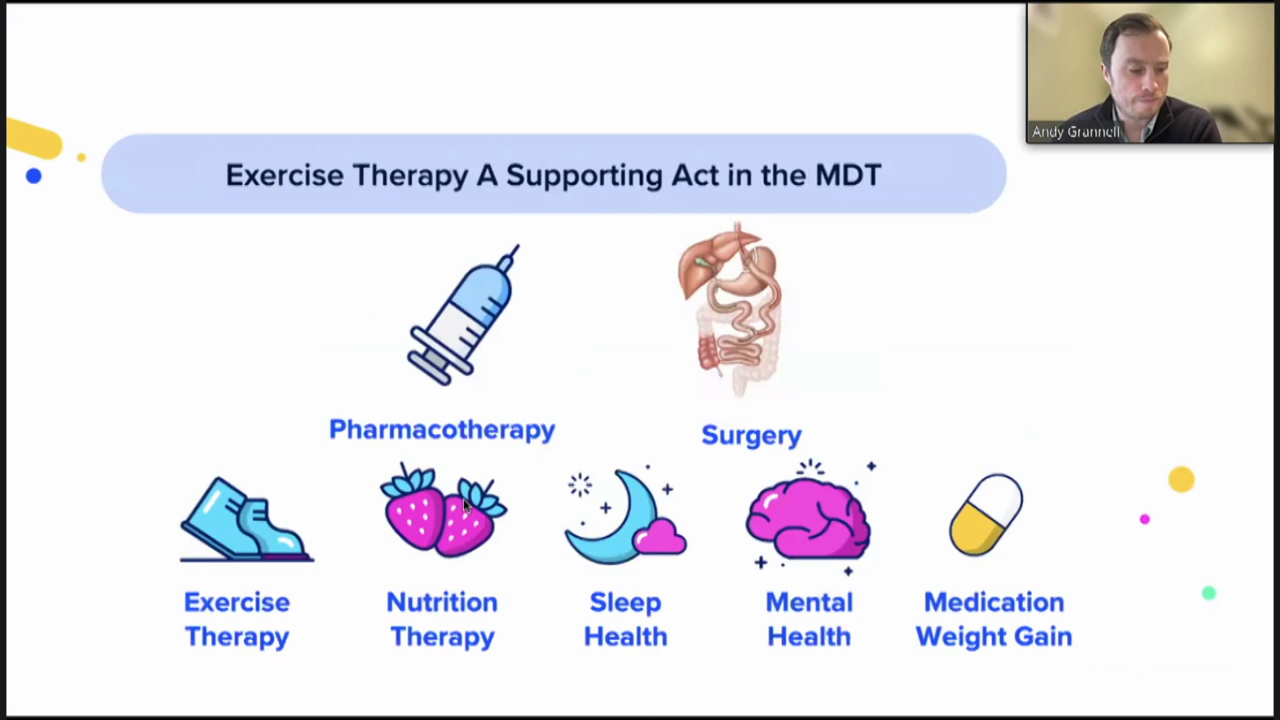 Andy Grannell
Exercise Therapy A Supporting Act in the MDT
Pharmacotherapy
Surgery
Exercise
Therapy
Nutrition
Therapy
Sleep
Health
Mental
Health
Medication
Weight Gain